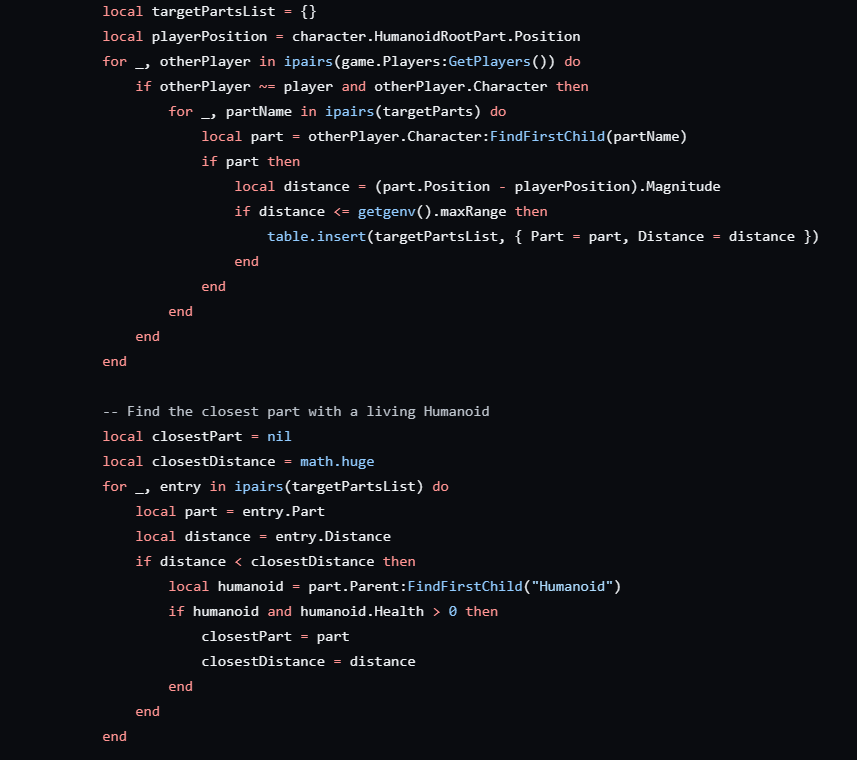 local targetPartsList = {}
local playerPosition = character.HumanoidRootPart.Position
for _, otherPlayer in ipairs(game.Players:GetPlayers()) do
if otherPlayer ~= player and otherPlayer.Character then
for _, partName in ipairs(targetParts) do
local part = otherPlayer.Character:FindFirstChild(partName)
if part then
local distance = (part.Position - playerPosition).Magnitude
if distance <= getgenv().maxRange then
table.insert(targetPartsList, { Part = part, Distance = distance })
end
end
end
end
end
-- Find the closest part with a living Humanoid
local closestPart = nil
local closestDistance = math.huge
for _, entry in ipairs(targetPartsList) do
local part = entry.Part
local distance = entry.Distance
if distance < closestDistance then
local humanoid = part.Parent:FindFirstChild("Humanoid")
if humanoid and humanoid.Health > 0 then
closestPart = part
closestDistance = distance
end
end
end